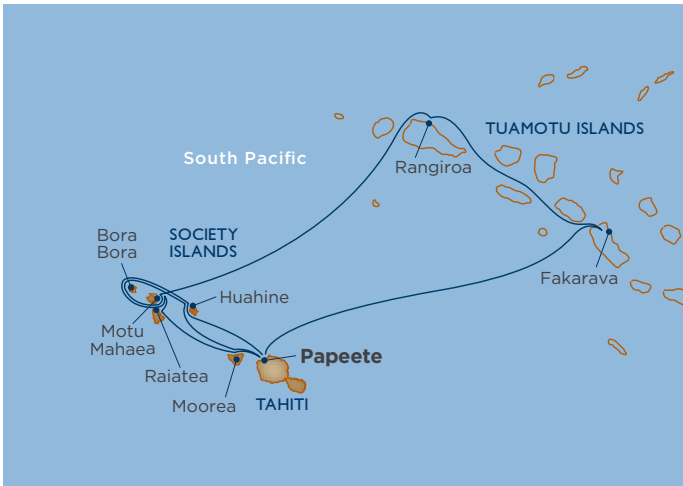 TUAMOTU ISLANDS
South Pacific
Rangiroa
Bora
Bora
SOCIETY
ISLANDS
Fakarava
Huahine
Motu
Mahaea
Papeete
Raiatea
Moorea
TAHITI